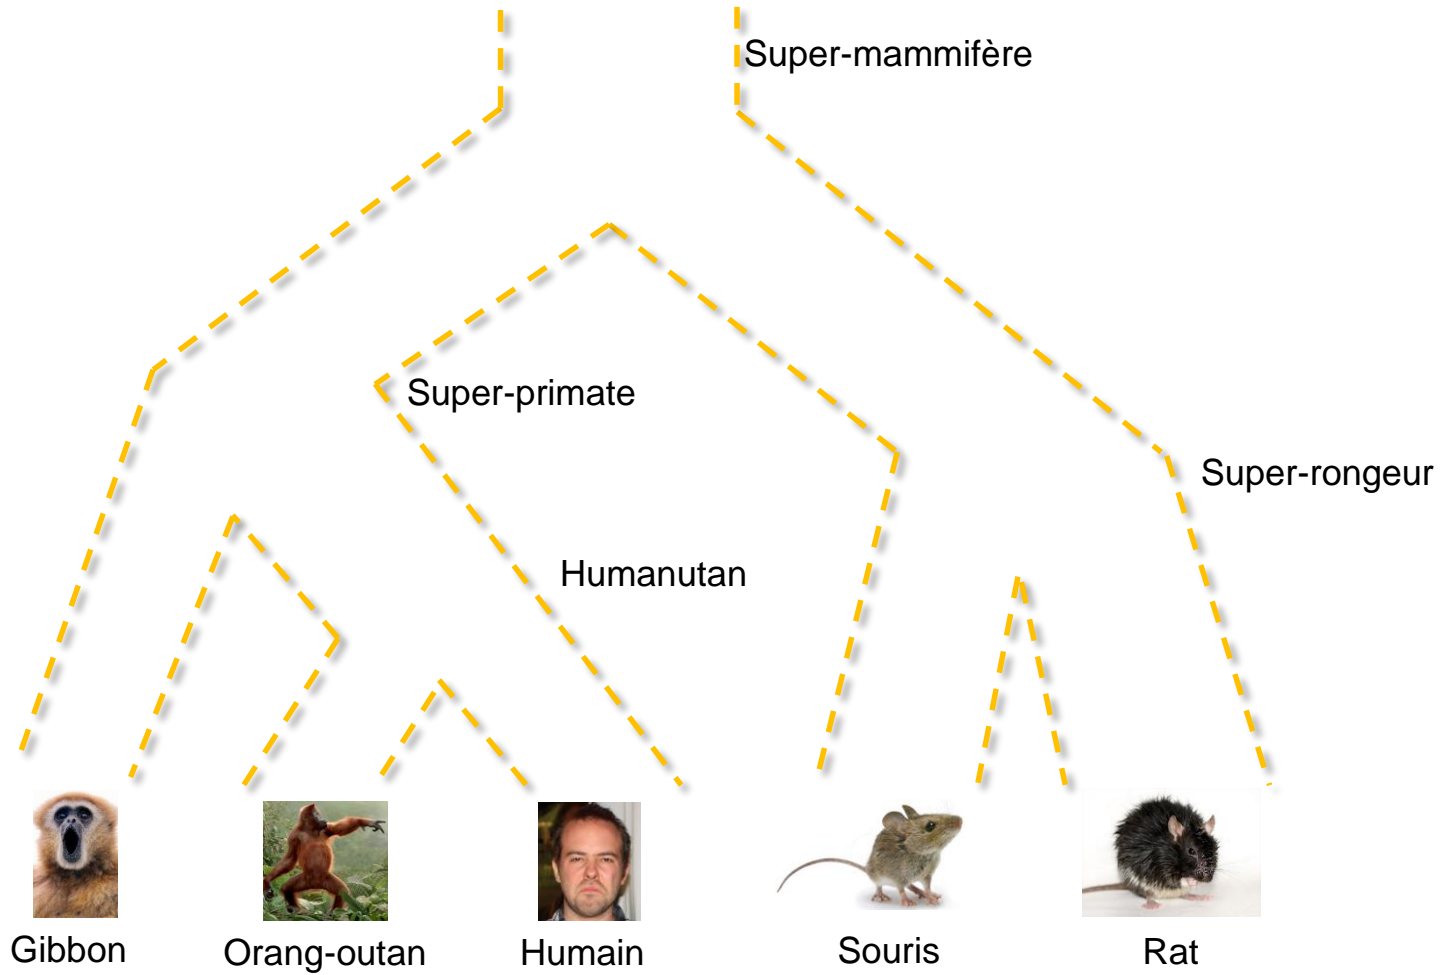 Super-mammifère
Super-primate
Super-rongeur
Humanutan
Gibbon
Orang-outan
Humain
Souris
Rat